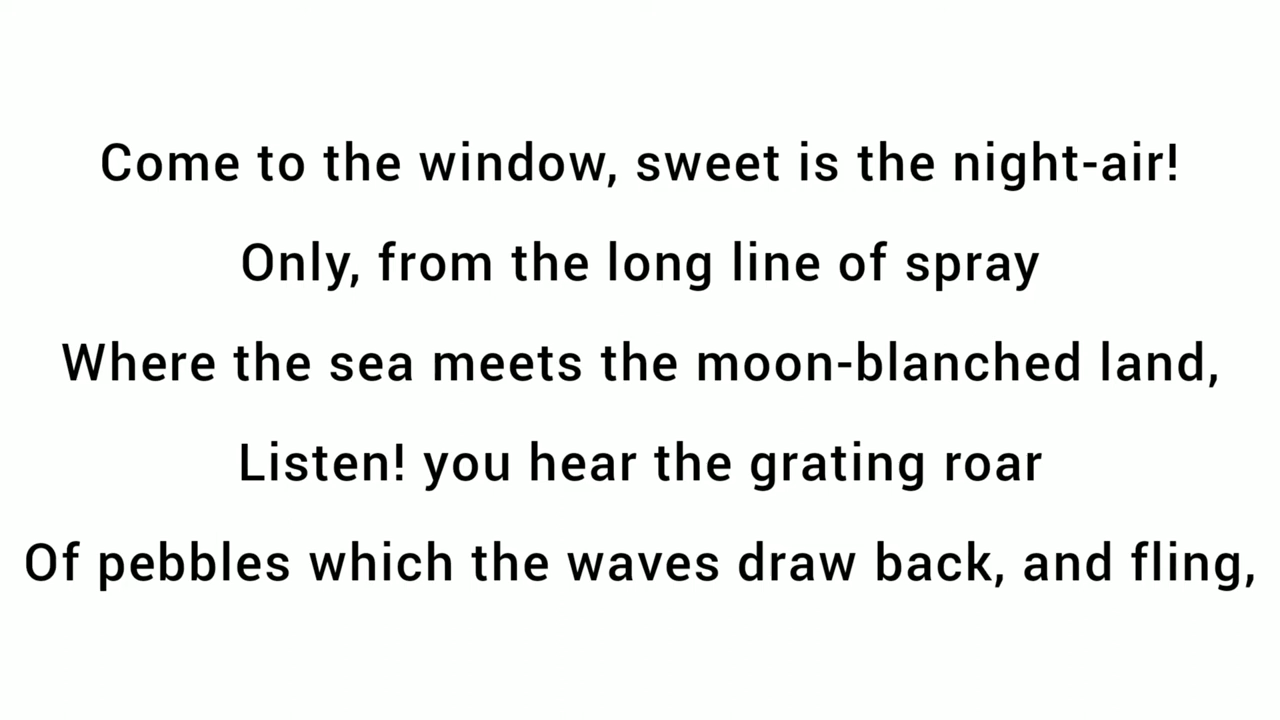 Come to the window, sweet is the night-air!
Only, from the long line of spray
Where the sea meets the moon-blanched land,
Listen! you hear the grating roar
Of pebbles which the waves draw back, and fling,